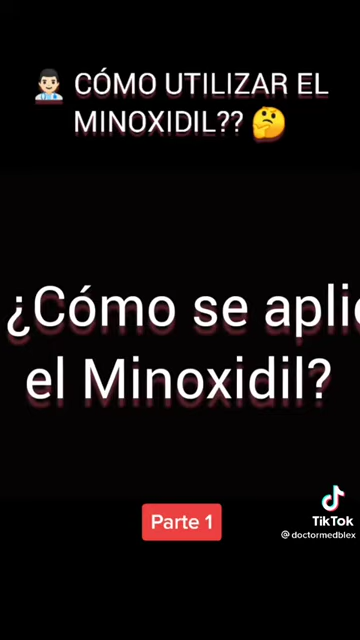 👨🏻‍⚕️ CÓMO UTILIZAR EL
MINOXIDIL?? 🤔
¿Cómo se aplic
el Minoxidil?
Parte 1
TikTok
@doctormedblex